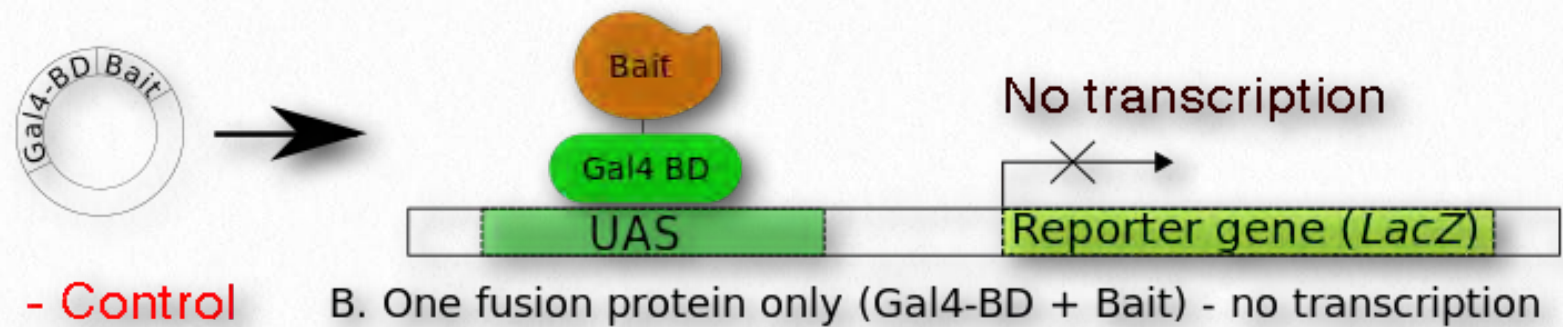 Gal4-BD Bait
Bait
No transcription
Gal4 BD
UAS
Reporter gene (LacZ)
- Control
B. One fusion protein only (Gal4-BD + Bait) - no transcription